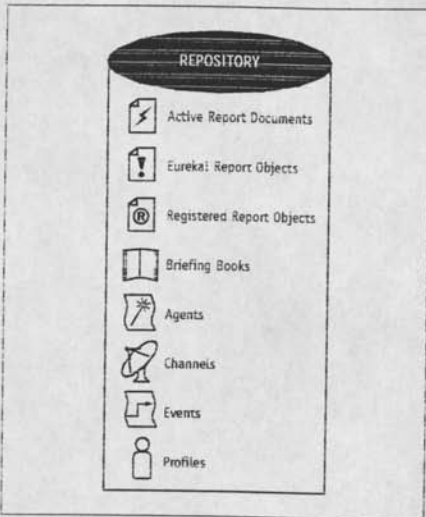 REPOSITORY
Active Report Documents
Eureka! Report Objects
® Registered Report Objects
Briefing Books
Agents
Channels
Events
Profiles